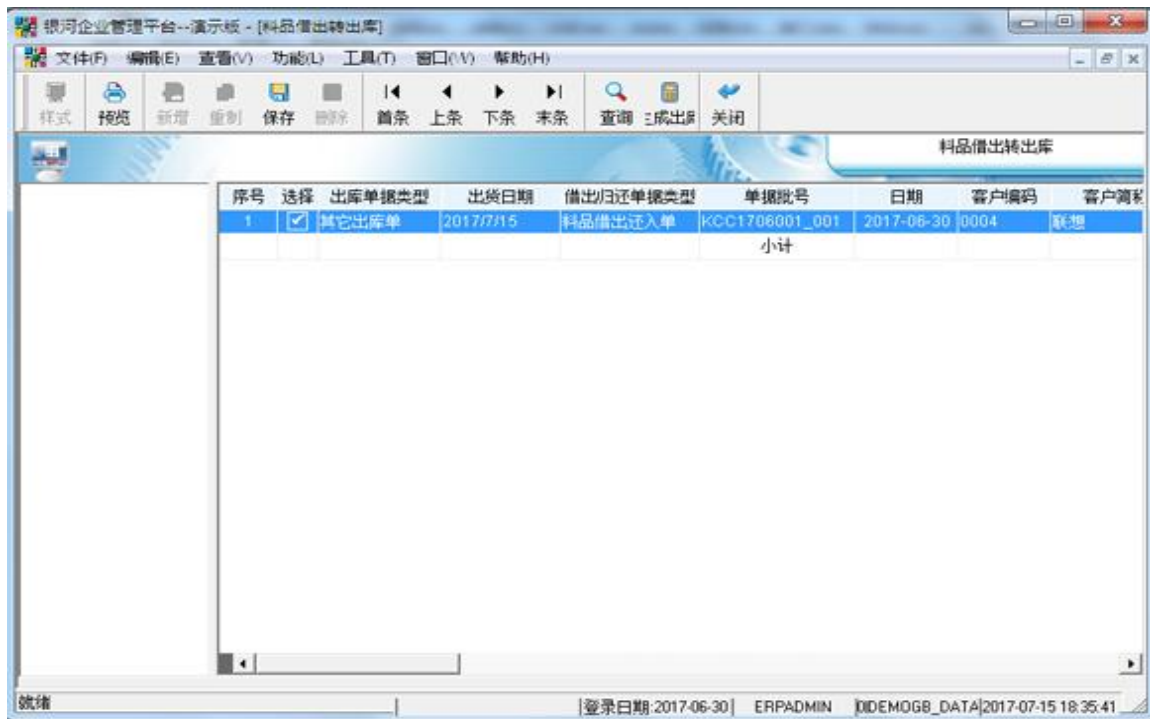 银河企业管理平台--演示版 - [料品借出转出库]
文件(F) 编辑(E) 查看(V) 功能(L) 工具(T) 窗口(W) 帮助(H)
样式 预览 新增 重制 保存 删除 首条 上条 下条 末条 查询 成出 关闭
料品借出转出库
序号 选择 出库单据类型 出货日期 借出/归还单据类型 单据批号 日期 客户编码 客户简称
1 其它出库单 2017/7/15 料品借出还入单 KCC1706001_001 2017-06-30 0004 联想
小计
就绪 登录日期:2017-06-30 ERPADMIN DEMOGB_DATA 2017-07-15 18:35:41